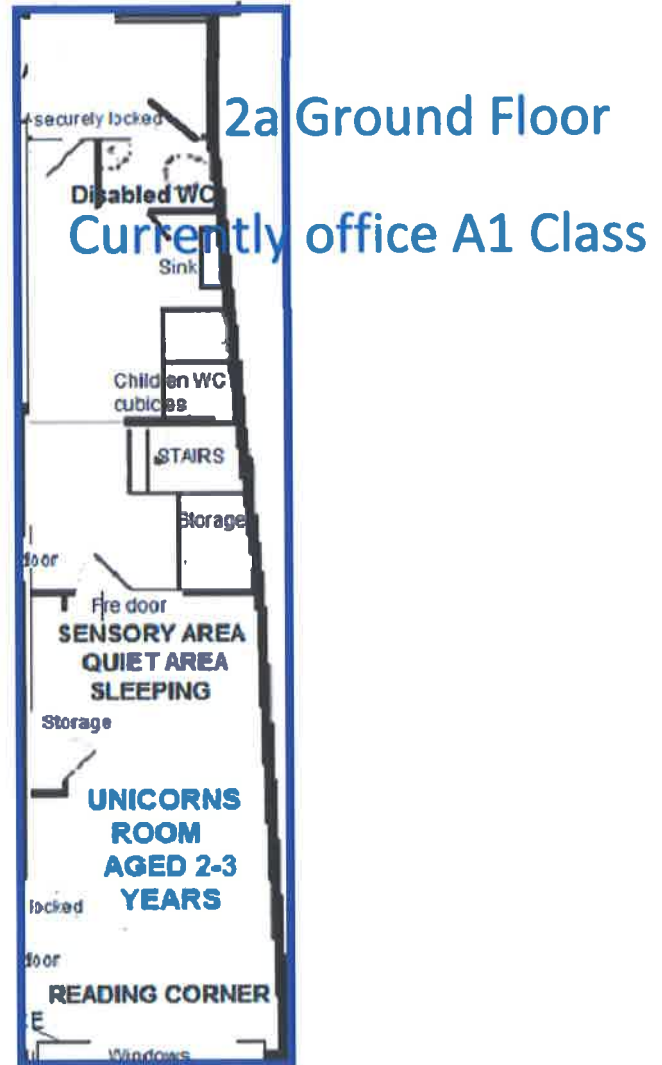 2a Ground Floor
securely locked
Disabled WC
Currently office A1 Class
Sink
Children WC
cubicles
STAIRS
Storage
door
Fire door
SENSORY AREA
QUIET AREA
SLEEPING
Storage
UNICORNS
ROOM
AGED 2-3
YEARS
locked
door
READING CORNER
E
Windows